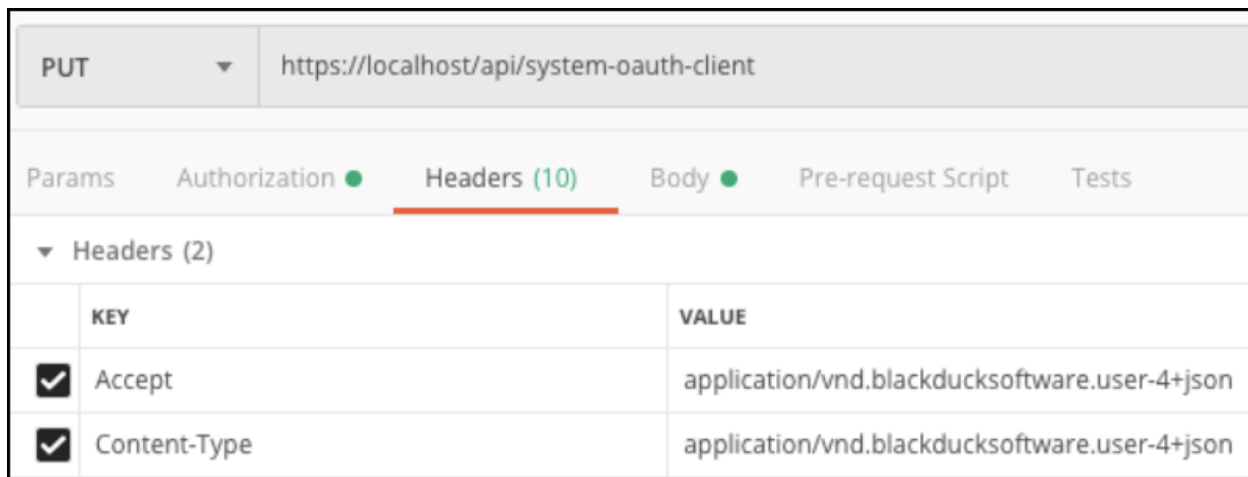 PUT https://localhost/api/system-oauth-client
Params Authorization Headers (10) Body Pre-request Script Tests
Headers (2)
KEY VALUE
Accept application/vnd.blackducksoftware.user-4+json
Content-Type application/vnd.blackducksoftware.user-4+json